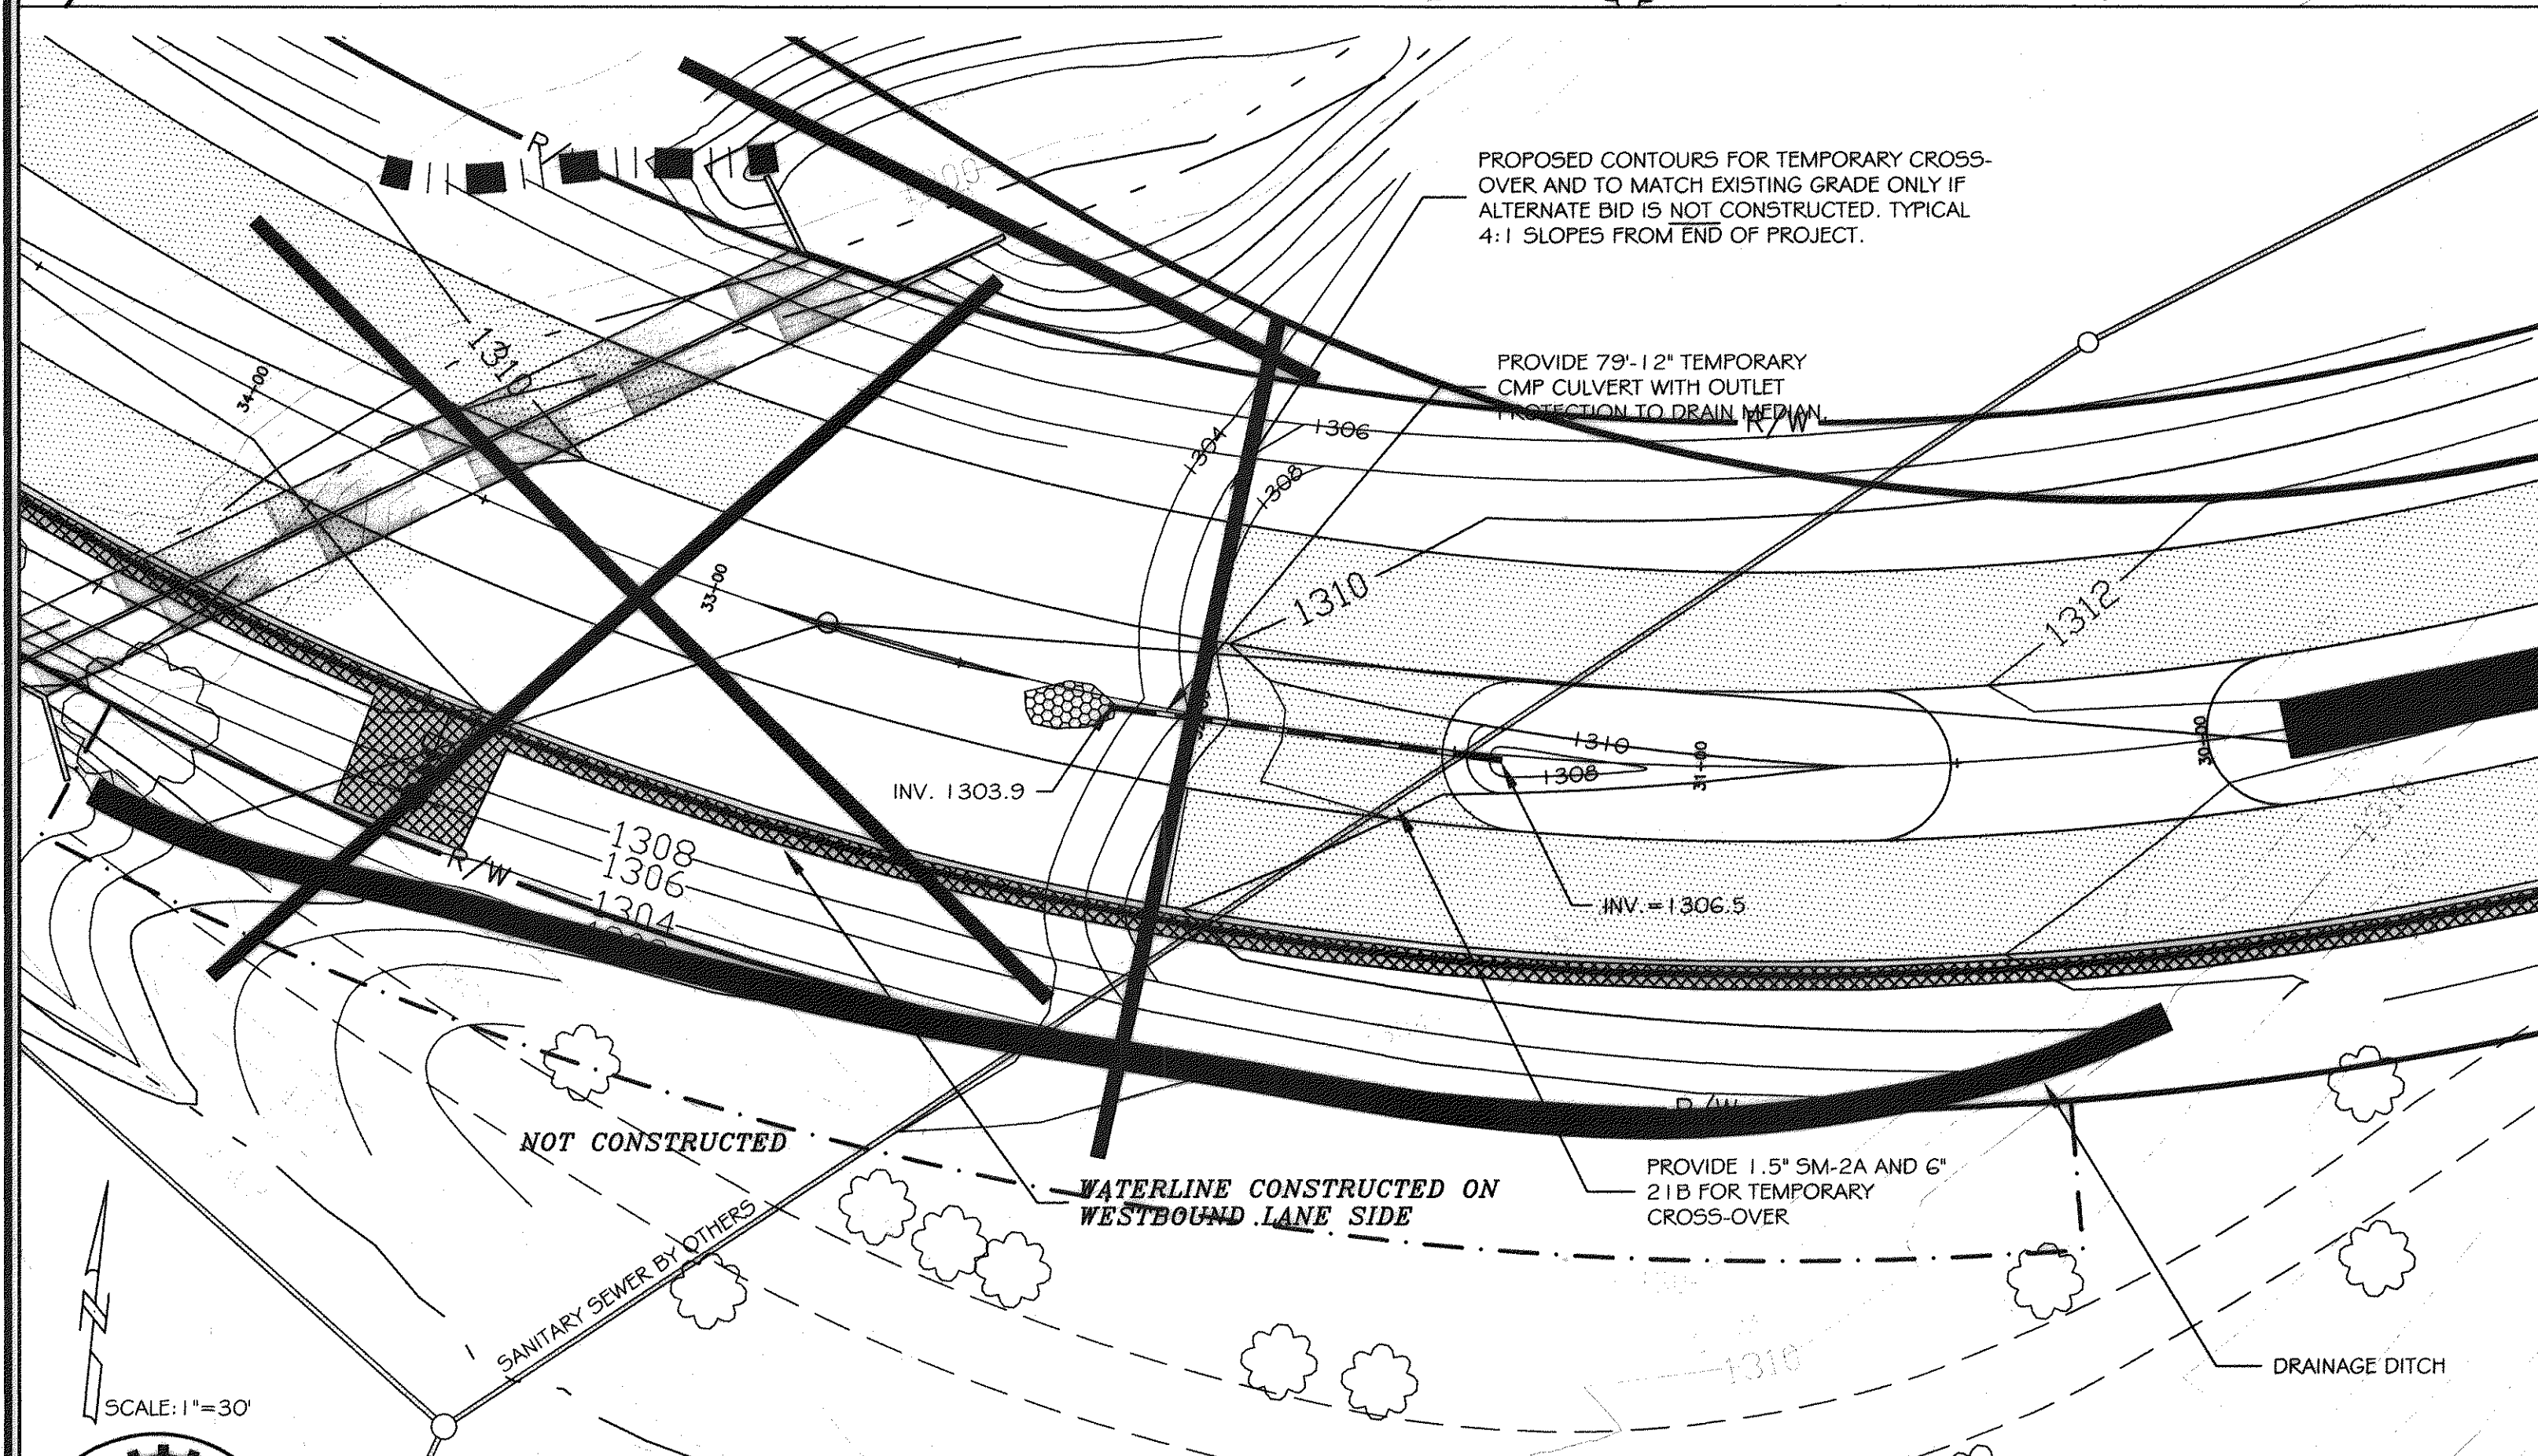 PROPOSED CONTOURS FOR TEMPORARY CROSS-
OVER AND TO MATCH EXISTING GRADE ONLY IF
ALTERNATE BID IS NOT CONSTRUCTED. TYPICAL
4:1 SLOPES FROM END OF PROJECT.
R/
1300
PROVIDE 79'-12" TEMPORARY
CMP CULVERT WITH OUTLET
PROTECTION TO DRAIN MEDIAN.
R/W
1310
34+00
1304
1306
1308
33+00
1310
1312
1310
1308
31+00
30+00
1310
INV. 1303.9
INV.=1306.5
1308
1306
1304
R/W
R/W
NOT CONSTRUCTED
WATERLINE CONSTRUCTED ON
WESTBOUND LANE SIDE
PROVIDE 1.5" SM-2A AND 6"
21B FOR TEMPORARY
CROSS-OVER
SANITARY SEWER BY OTHERS
1310
DRAINAGE DITCH
SCALE: 1"=30'